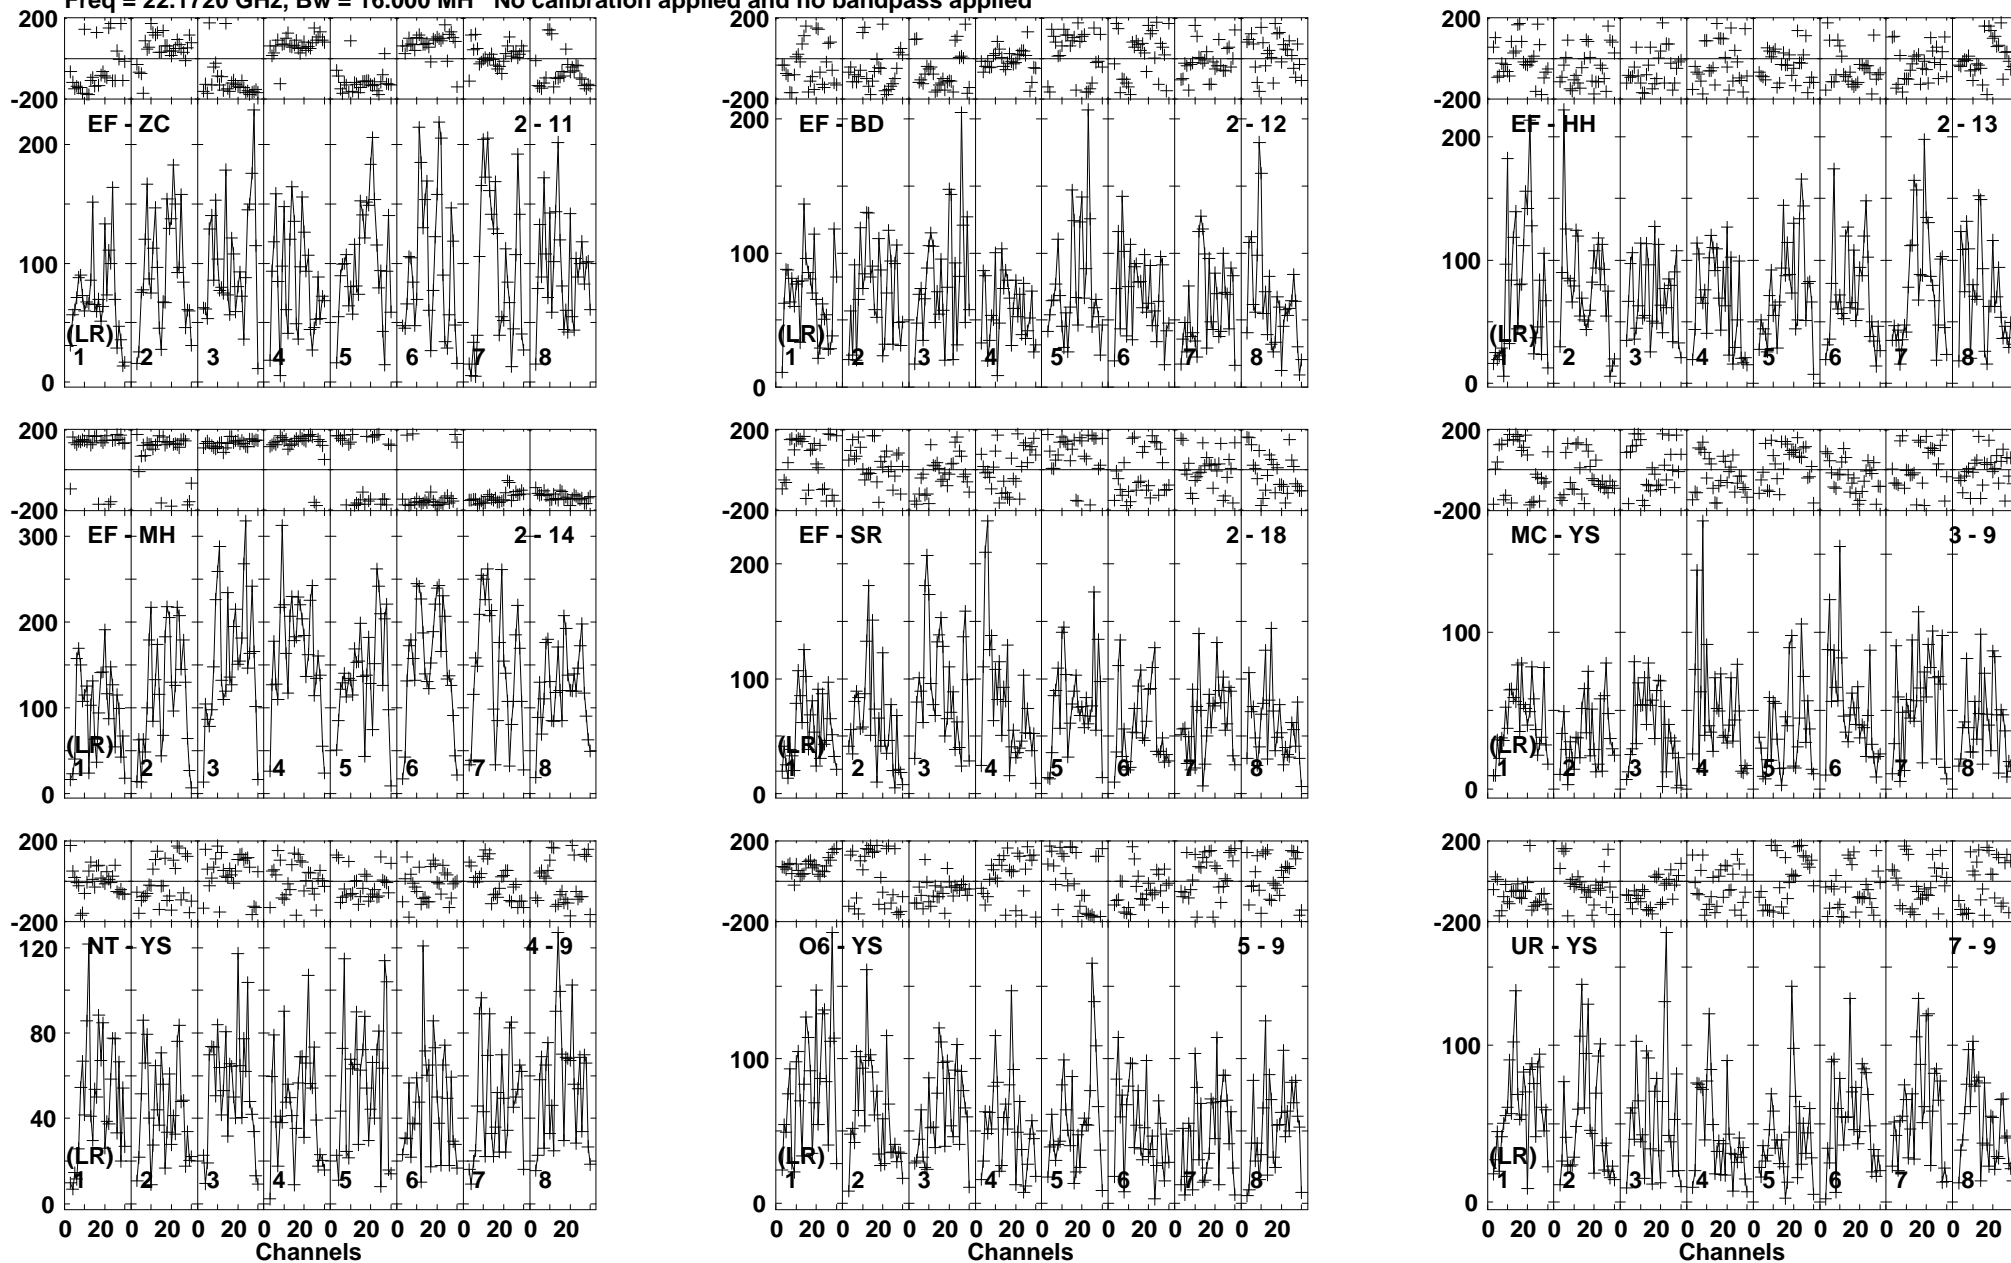 Freq = 22.1720 GHz, Bw = 16.000 MH No calibration applied and no bandpass applied
200
-200
EF - ZC 2 - 11
200
100
0
(LR)
1 2 3 4 5 6 7 8
200
-200
EF - BD 2 - 12
200
100
0
(LR)
1 2 3 4 5 6 7 8
200
-200
EF - HH 2 - 13
200
100
0
(LR)
1 2 3 4 5 6 7 8
200
-200
EF - MH 2 - 14
300
200
100
0
(LR)
1 2 3 4 5 6 7 8
200
-200
EF - SR 2 - 18
200
100
0
(LR)
1 2 3 4 5 6 7 8
200
-200
MC - YS 3 - 9
100
0
(LR)
1 2 3 4 5 6 7 8
200
-200
NT - YS 4 - 9
120
80
40
0
(LR)
1 2 3 4 5 6 7 8
0 20 0 20 0 20 0 20 0 20 0 20 0 20 0 20
Channels
200
-200
O6 - YS 5 - 9
100
0
(LR)
1 2 3 4 5 6 7 8
0 20 0 20 0 20 0 20 0 20 0 20 0 20 0 20
Channels
200
-200
UR - YS 7 - 9
100
0
(LR)
1 2 3 4 5 6 7 8
0 20 0 20 0 20 0 20 0 20 0 20 0 20 0 20
Channels